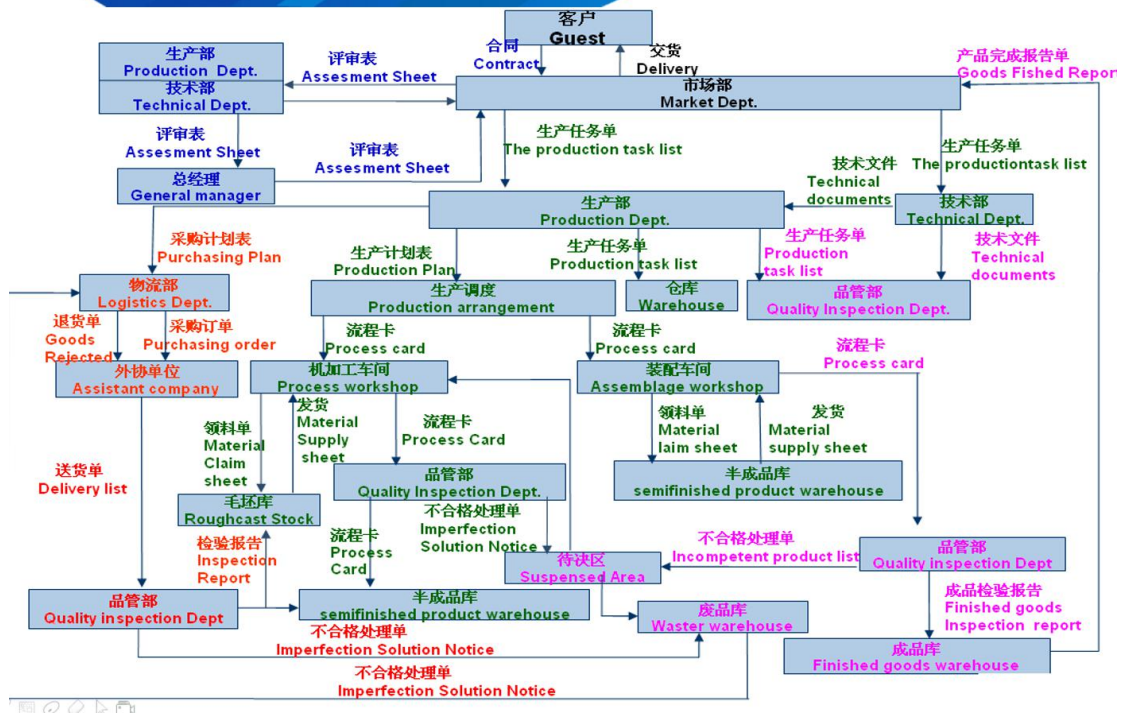 客户
Guest
合同
Contract
交货
Delivery
生产部
Production Dept.
技术部
Technical Dept.
评审表
Assesment Sheet
市场部
Market Dept.
产品完成报告单
Goods Fished Report
评审表
Assesment Sheet
评审表
Assesment Sheet
总经理
General manager
生产任务单
The production task list
生产任务单
The productiontask list
技术文件
Technical
documents
生产部
Production Dept.
技术部
Technical Dept.
采购计划表
Purchasing Plan
生产计划表
Production Plan
生产任务单
Production task list
生产任务单
Production
task list
技术文件
Technical
documents
物流部
Logistics Dept.
生产调度
Production arrangement
仓库
Warehouse
品管部
Quality Inspection Dept.
退货单
Goods
Rejected
采购订单
Purchasing order
流程卡
Process card
流程卡
Process card
流程卡
Process card
外协单位
Assistant company
机加工车间
Process workshop
装配车间
Assemblage workshop
领料单
Material
Claim
sheet
发货
Material
Supply
sheet
流程卡
Process Card
领料单
Material
laim sheet
发货
Material
supply sheet
送货单
Delivery list
品管部
Quality Inspection Dept.
半成品库
semifinished product warehouse
毛坯库
Roughcast Stock
不合格处理单
Imperfection
Solution Notice
检验报告
Inspection
Report
流程卡
Process
Card
待决区
Suspensed Area
不合格处理单
Incompetent product list
品管部
Quality inspection Dept
品管部
Quality inspection Dept
半成品库
semifinished product warehouse
废品库
Waster warehouse
成品检验报告
Finished goods
Inspection report
不合格处理单
Imperfection Solution Notice
成品库
Finished goods warehouse
不合格处理单
Imperfection Solution Notice